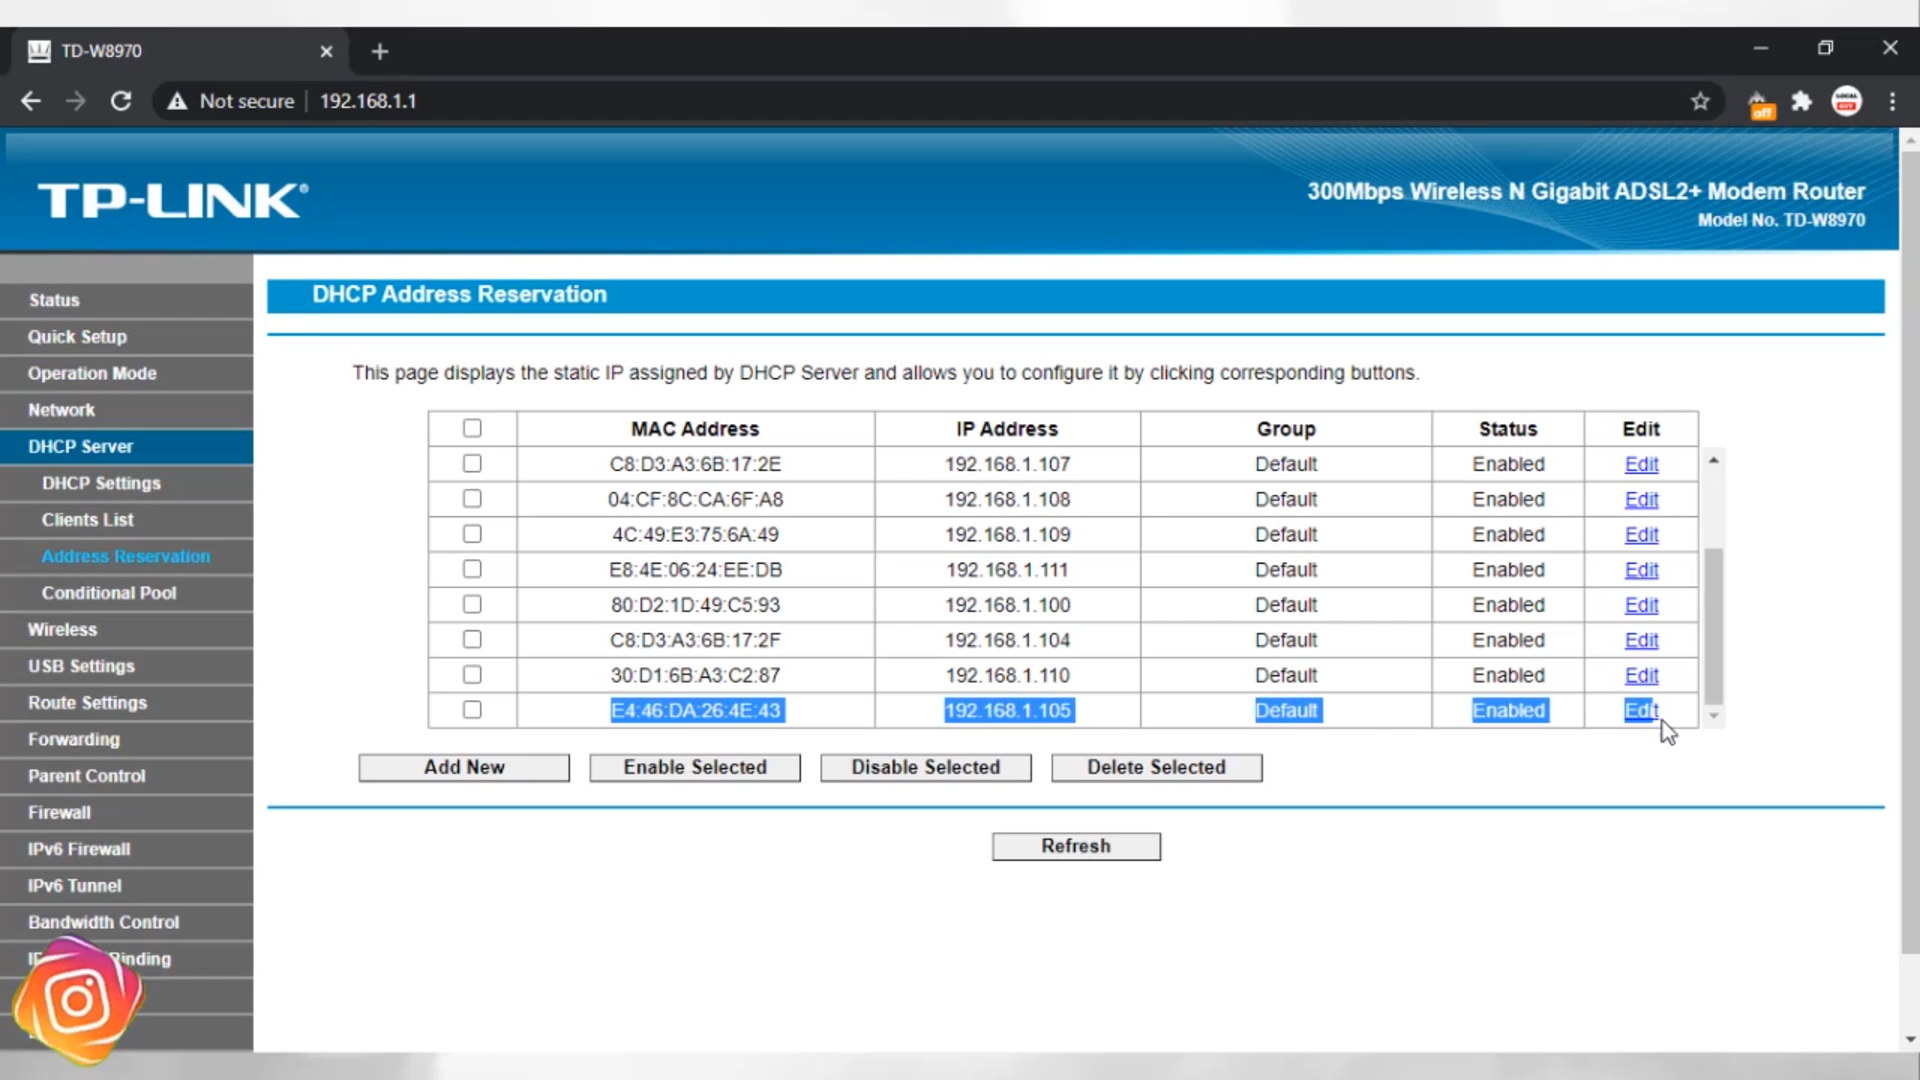 TD-W8970
Not secure 192.168.1.1
off
TP-LINK®
300Mbps Wireless N Gigabit ADSL2+ Modem Router
Model No. TD-W8970
Status
Quick Setup
Operation Mode
Network
DHCP Server
DHCP Settings
Clients List
Address Reservation
Conditional Pool
Wireless
USB Settings
Route Settings
Forwarding
Parent Control
Firewall
IPv6 Firewall
IPv6 Tunnel
Bandwidth Control
Binding
DHCP Address Reservation
This page displays the static IP assigned by DHCP Server and allows you to configure it by clicking corresponding buttons.
MAC Address IP Address Group Status Edit
C8:D3:A3:6B:17:2E 192.168.1.107 Default Enabled Edit
04:CF:8C:CA:6F:A8 192.168.1.108 Default Enabled Edit
4C:49:E3:75:6A:49 192.168.1.109 Default Enabled Edit
E8:4E:06:24:EE:DB 192.168.1.111 Default Enabled Edit
80:D2:1D:49:C5:93 192.168.1.100 Default Enabled Edit
C8:D3:A3:6B:17:2F 192.168.1.104 Default Enabled Edit
30:D1:6B:A3:C2:87 192.168.1.110 Default Enabled Edit
E4:46:DA:26:4E:43 192.168.1.105 Default Enabled Edit
Add New Enable Selected Disable Selected Delete Selected
Refresh